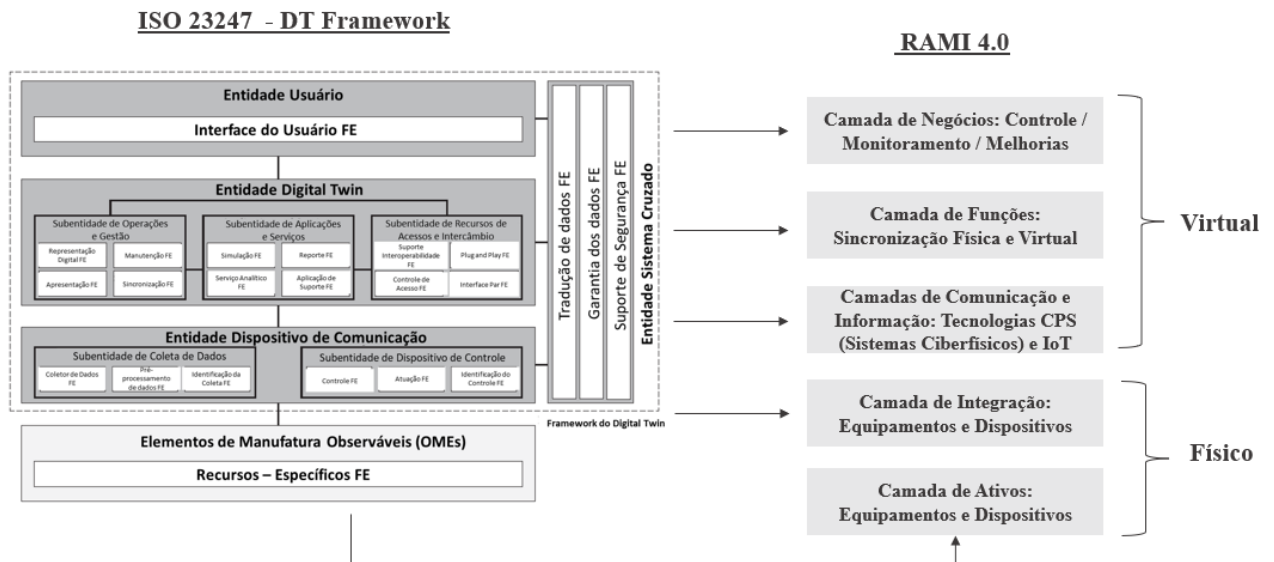 ISO 23247 - DT Framework
Entidade Usuário
Interface do Usuário FE
Entidade Digital Twin
Subentidade de Operações
e Gestão
Representação
Digital FE
Manutenção FE
Apresentação FE
Sincronização FE
Subentidade de Aplicações
e Serviços
Simulação FE
Reporte FE
Serviço Analítico
FE
Aplicação de
Suporte FE
Subentidade de Recursos de
Acessos e Intercâmbio
Suporte
Interoperabilidade
FE
Plug and Play FE
Controle de
Acesso FE
Interface Par FE
Entidade Dispositivo de Comunicação
Subentidade de Coleta de Dados
Coletor de Dados
FE
Pré-
processamento
de dados FE
Identificação da
Coleta FE
Subentidade de Dispositivo de Controle
Controle FE
Atuação FE
Identificação do
Controle FE
Tradução de dados FE
Garantia dos dados FE
Suporte de Segurança FE
Entidade Sistema Cruzado
Framework do Digital Twin
Elementos de Manufatura Observáveis (OMEs)
Recursos – Específicos FE
RAMI 4.0
Camada de Negócios: Controle /
Monitoramento / Melhorias
Camada de Funções:
Sincronização Física e Virtual
Camadas de Comunicação e
Informação: Tecnologias CPS
(Sistemas Ciberfísicos) e IoT
Virtual
Camada de Integração:
Equipamentos e Dispositivos
Camada de Ativos:
Equipamentos e Dispositivos
Físico